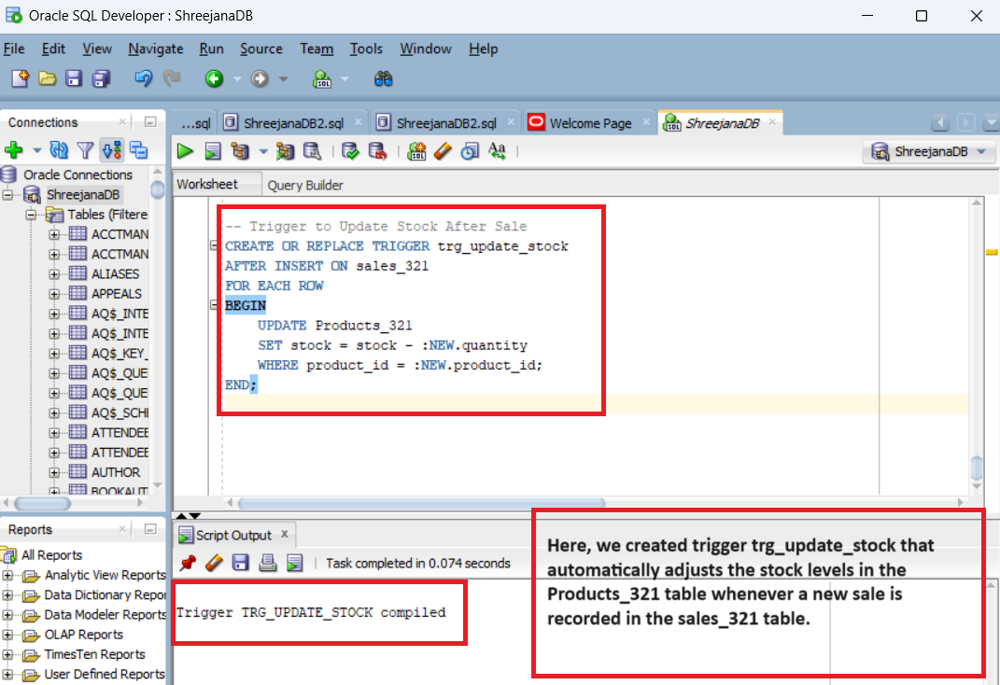 Oracle SQL Developer : ShreejanaDB
File Edit View Navigate Run Source Team Tools Window Help
Connections
...sql
ShreejanaDB2.sql
ShreejanaDB2.sql
Welcome Page
ShreejanaDB
ShreejanaDB
Oracle Connections
ShreejanaDB
Tables (Filtere
ACCTMAN
ACCTMAN
ALIASES
APPEALS
AQ$_INTE
AQ$_INTE
AQ$_KEY_
AQ$_QUE
AQ$_QUE
AQ$_SCHE
ATTENDEE
ATTENDEE
AUTHOR
BOOKAUT
Worksheet Query Builder
-- Trigger to Update Stock After Sale
CREATE OR REPLACE TRIGGER trg_update_stock
AFTER INSERT ON sales_321
FOR EACH ROW
BEGIN
UPDATE Products_321
SET stock = stock - :NEW.quantity
WHERE product_id = :NEW.product_id;
END;
Reports
All Reports
Analytic View Reports
Data Dictionary Repor
Data Modeler Reports
OLAP Reports
TimesTen Reports
User Defined Reports
Script Output
Task completed in 0.074 seconds
Trigger TRG_UPDATE_STOCK compiled
Here, we created trigger trg_update_stock that
automatically adjusts the stock levels in the
Products_321 table whenever a new sale is
recorded in the sales_321 table.